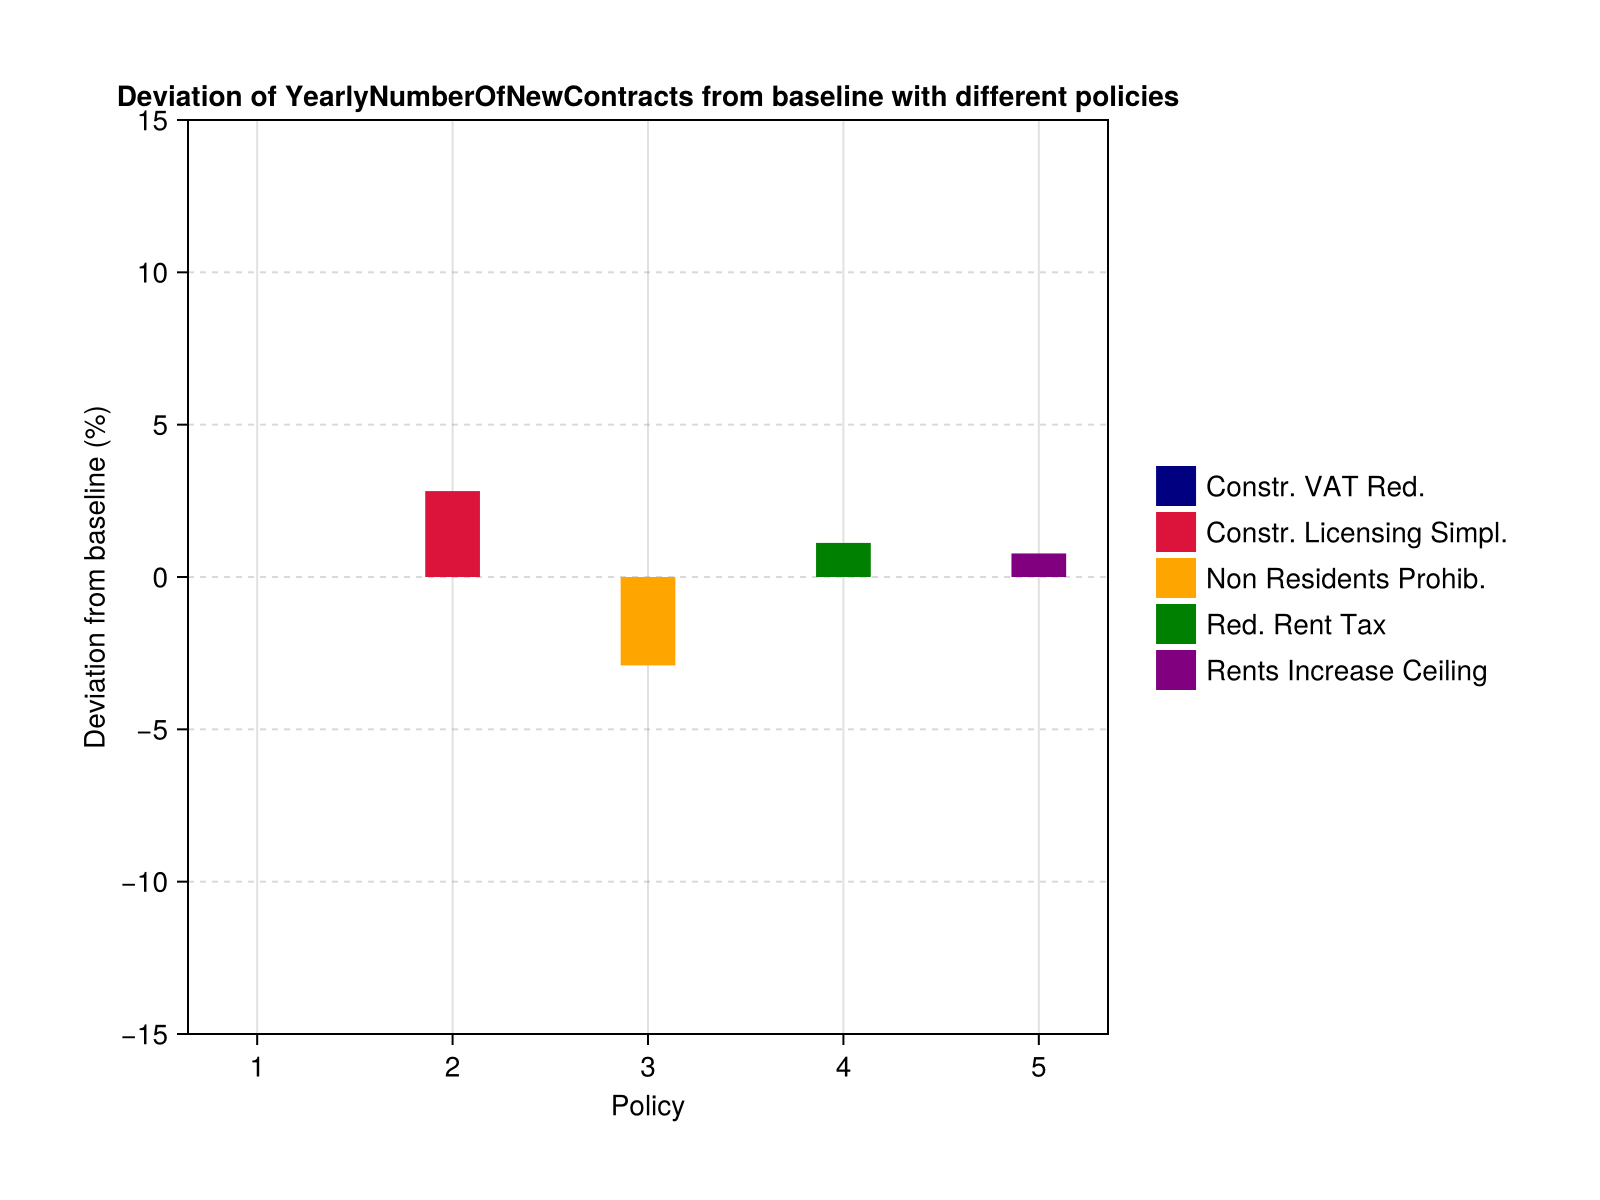 Deviation of YearlyNumberOfNewContracts from baseline with different policies
Deviation from baseline (%)
15
10
5
0
−5
−10
−15
1 2 3 4 5
Policy
Constr. VAT Red.
Constr. Licensing Simpl.
Non Residents Prohib.
Red. Rent Tax
Rents Increase Ceiling